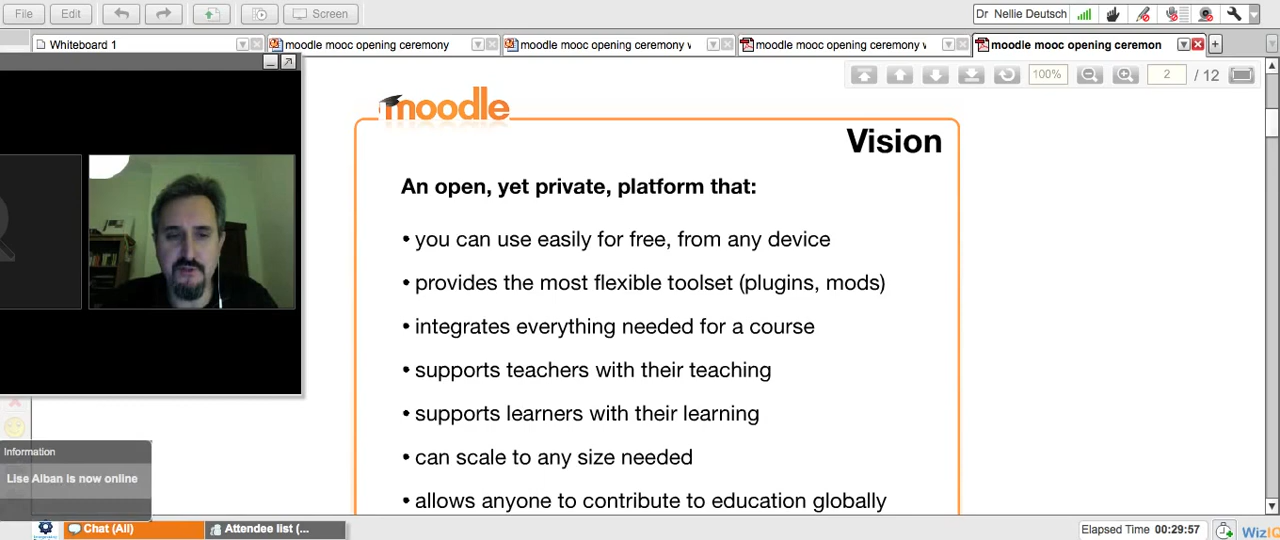 File Edit Screen Dr Nellie Deutsch
Whiteboard 1 moodle mooc opening ceremony moodle mooc opening ceremony v moodle mooc opening ceremony v moodle mooc opening ceremon
100% 2 / 12
moodle
Vision
An open, yet private, platform that:
• you can use easily for free, from any device
• provides the most flexible toolset (plugins, mods)
• integrates everything needed for a course
• supports teachers with their teaching
• supports learners with their learning
• can scale to any size needed
• allows anyone to contribute to education globally
Information
Lise Alban is now online
Chat (All) Attendee list (... Elapsed Time 00:29:57 WizIQ